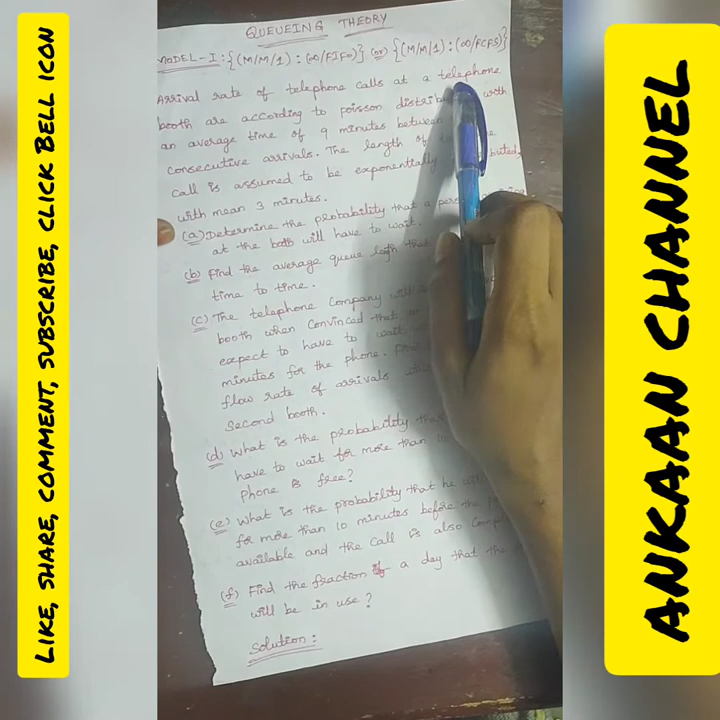 LIKE, SHARE, COMMENT, SUBSCRIBE, CLICK BELL ICON
QUEUEING THEORY
MODEL-I: {(M/M/1) : (∞/FIFO)} (or) {(M/M/1) : (∞/FCFS)}
Arrival rate of telephone calls at a telephone
booth are according to poisson with
an average time of 9 minutes between
consecutive arrivals. The length of
call is assumed to be exponentially
with mean 3 minutes.
(a) Determine the probability that a
at the booth will have to wait.
(b) Find the average queue that
time to time.
(c) The telephone company will
booth when convinced that
expect to have to wait
minutes for the phone.
flow rate of arrivals
second booth.
(d) What is the probability
have to wait for more than
phone is free?
(e) What is the probability that he
for more than 10 minutes before the
available and the call is also
(f) Find the fraction of a day that the
will be in use?
Solution:
ANKAAN CHANNEL